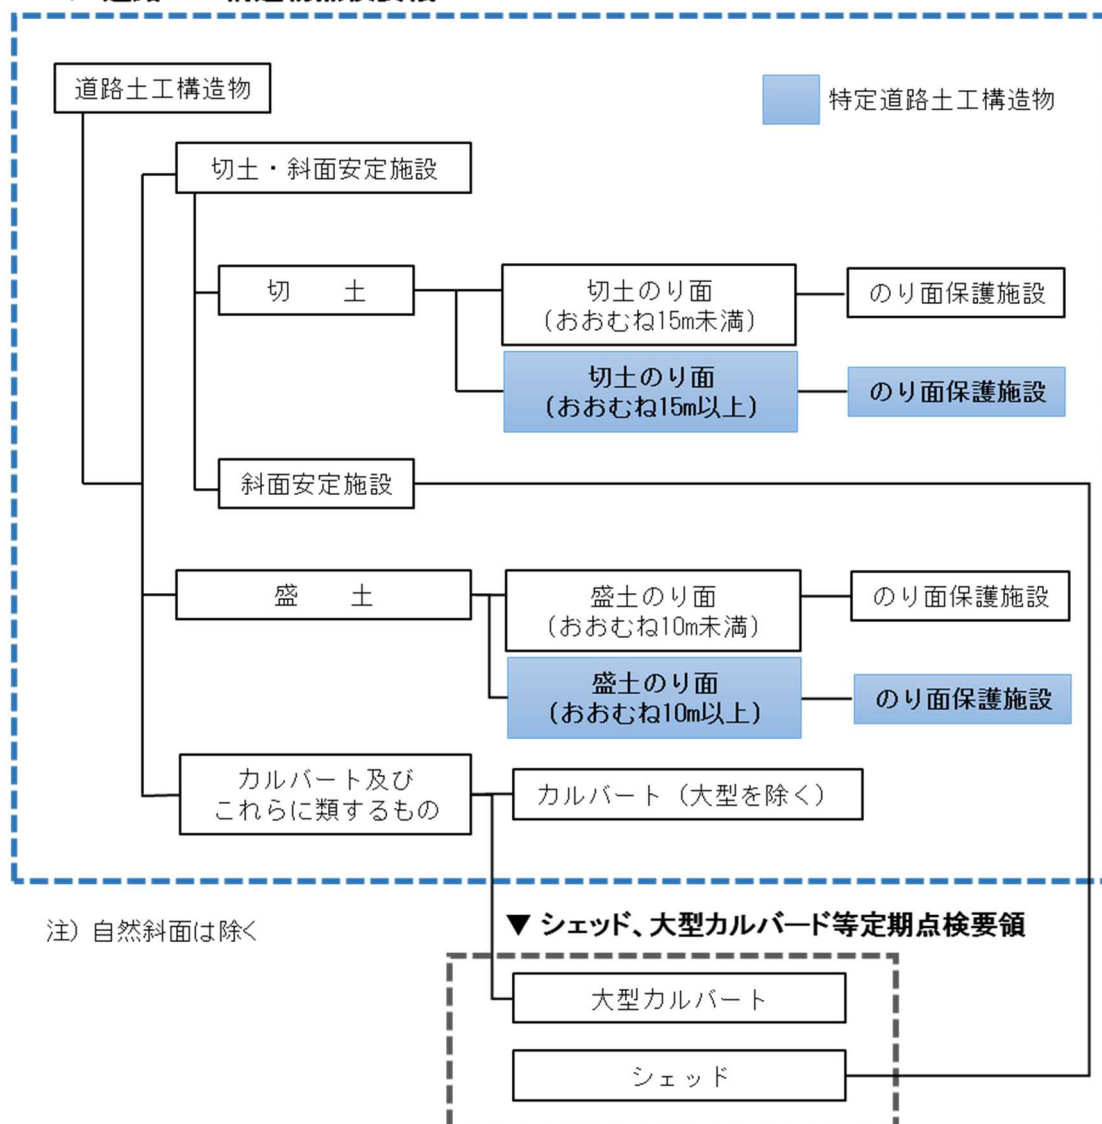 道路土工構造物
特定道路土工構造物
切土・斜面安定施設
切　　土
切土のり面
(おおむね15m未満)
のり面保護施設
切土のり面
(おおむね15m以上)
のり面保護施設
斜面安定施設
盛　　土
盛土のり面
(おおむね10m未満)
のり面保護施設
盛土のり面
(おおむね10m以上)
のり面保護施設
カルバート及び
これらに類するもの
カルバート（大型を除く）
注）自然斜面は除く
▼ シェッド、大型カルバード等定期点検要領
大型カルバート
シェッド